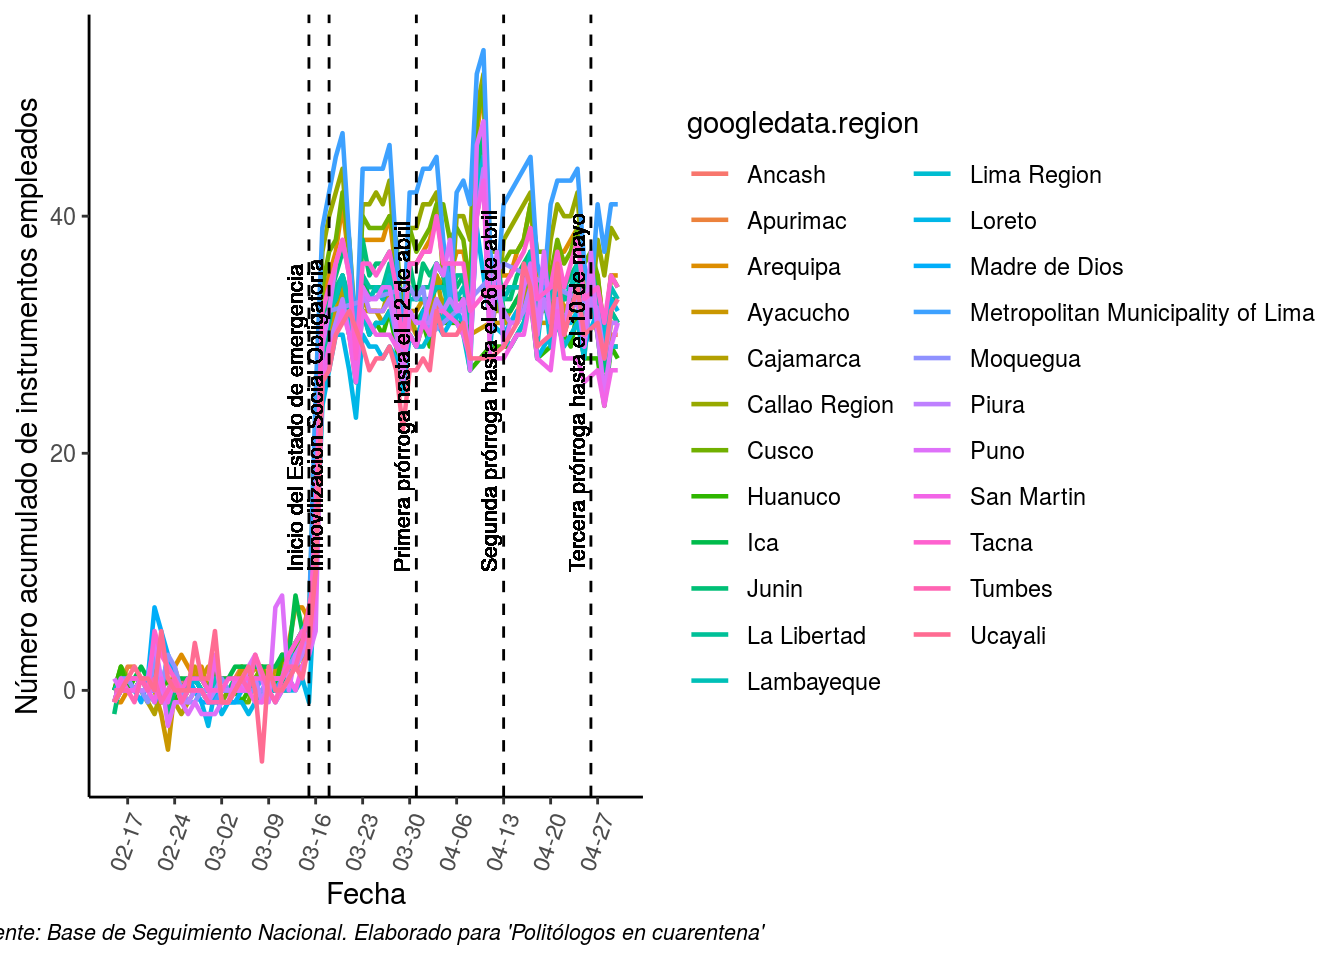 Número acumulado de instrumentos empleados
40
20
0
Inicio del Estado de emergencia
Inmovilización Social Obligatoria
Primera prórroga hasta el 12 de abril
Segunda prórroga hasta el 26 de abril
Tercera prórroga hasta el 10 de mayo
02-17
02-24
03-02
03-09
03-16
03-23
03-30
04-06
04-13
04-20
04-27
Fecha
googledata.region
Ancash
Apurimac
Arequipa
Ayacucho
Cajamarca
Callao Region
Cusco
Huanuco
Ica
Junin
La Libertad
Lambayeque
Lima Region
Loreto
Madre de Dios
Metropolitan Municipality of Lima
Moquegua
Piura
Puno
San Martin
Tacna
Tumbes
Ucayali
ente: Base de Seguimiento Nacional. Elaborado para 'Politólogos en cuarentena'